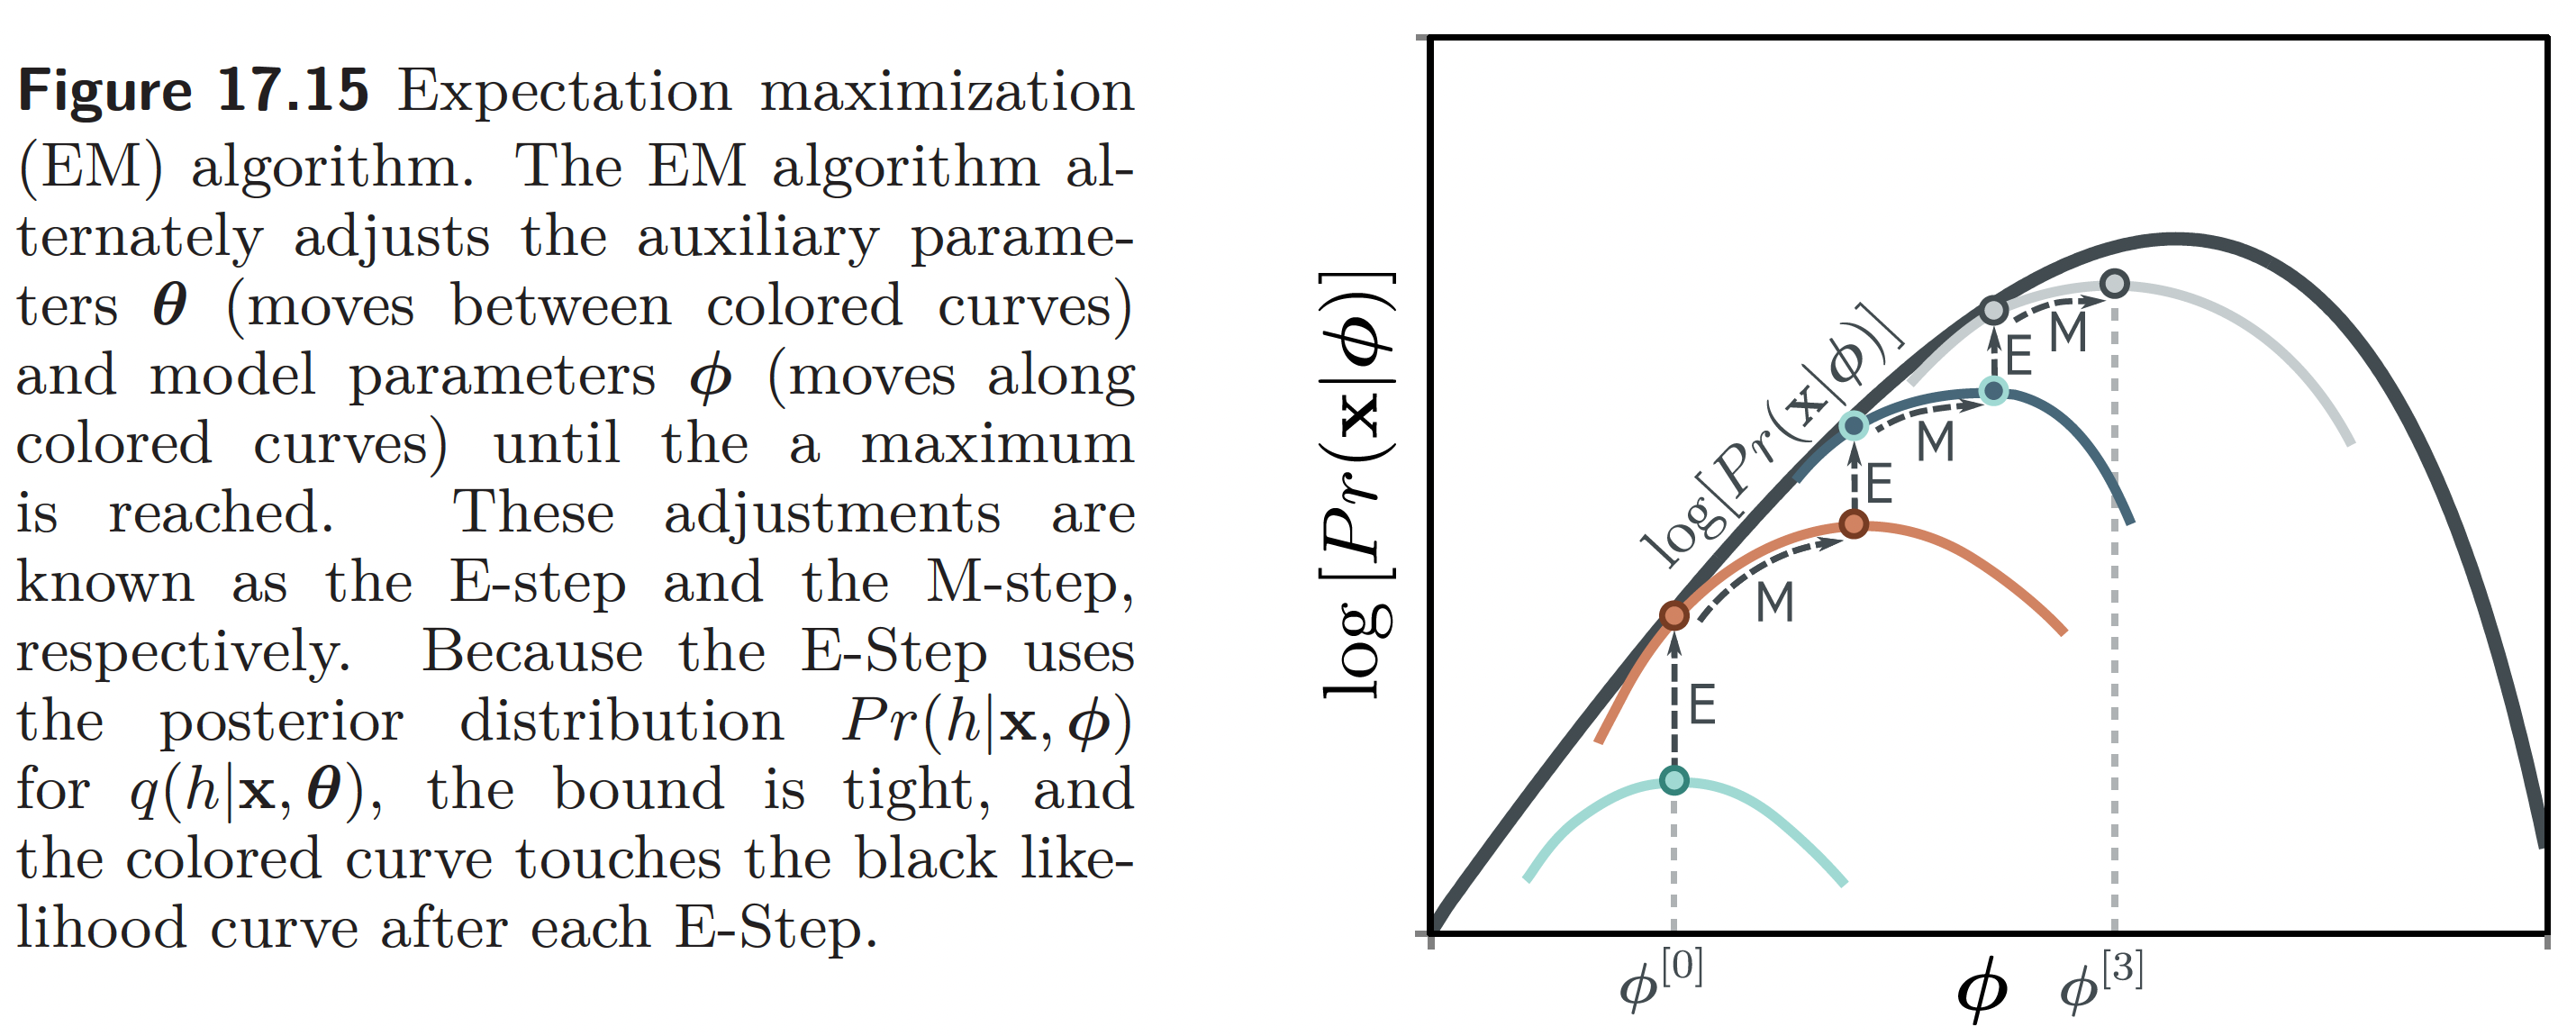 Figure 17.15 Expectation maximization
(EM) algorithm. The EM algorithm al-
ternately adjusts the auxiliary parame-
ters θ (moves between colored curves)
and model parameters ϕ (moves along
colored curves) until the a maximum
is reached. These adjustments are
known as the E-step and the M-step,
respectively. Because the E-Step uses
the posterior distribution Pr(h|x, ϕ)
for q(h|x, θ), the bound is tight, and
the colored curve touches the black like-
lihood curve after each E-Step.
log [Pr(x|ϕ)]
log[Pr(x|ϕ)]
E
M
E
M
E
M
ϕ[0]
ϕ
ϕ[3]